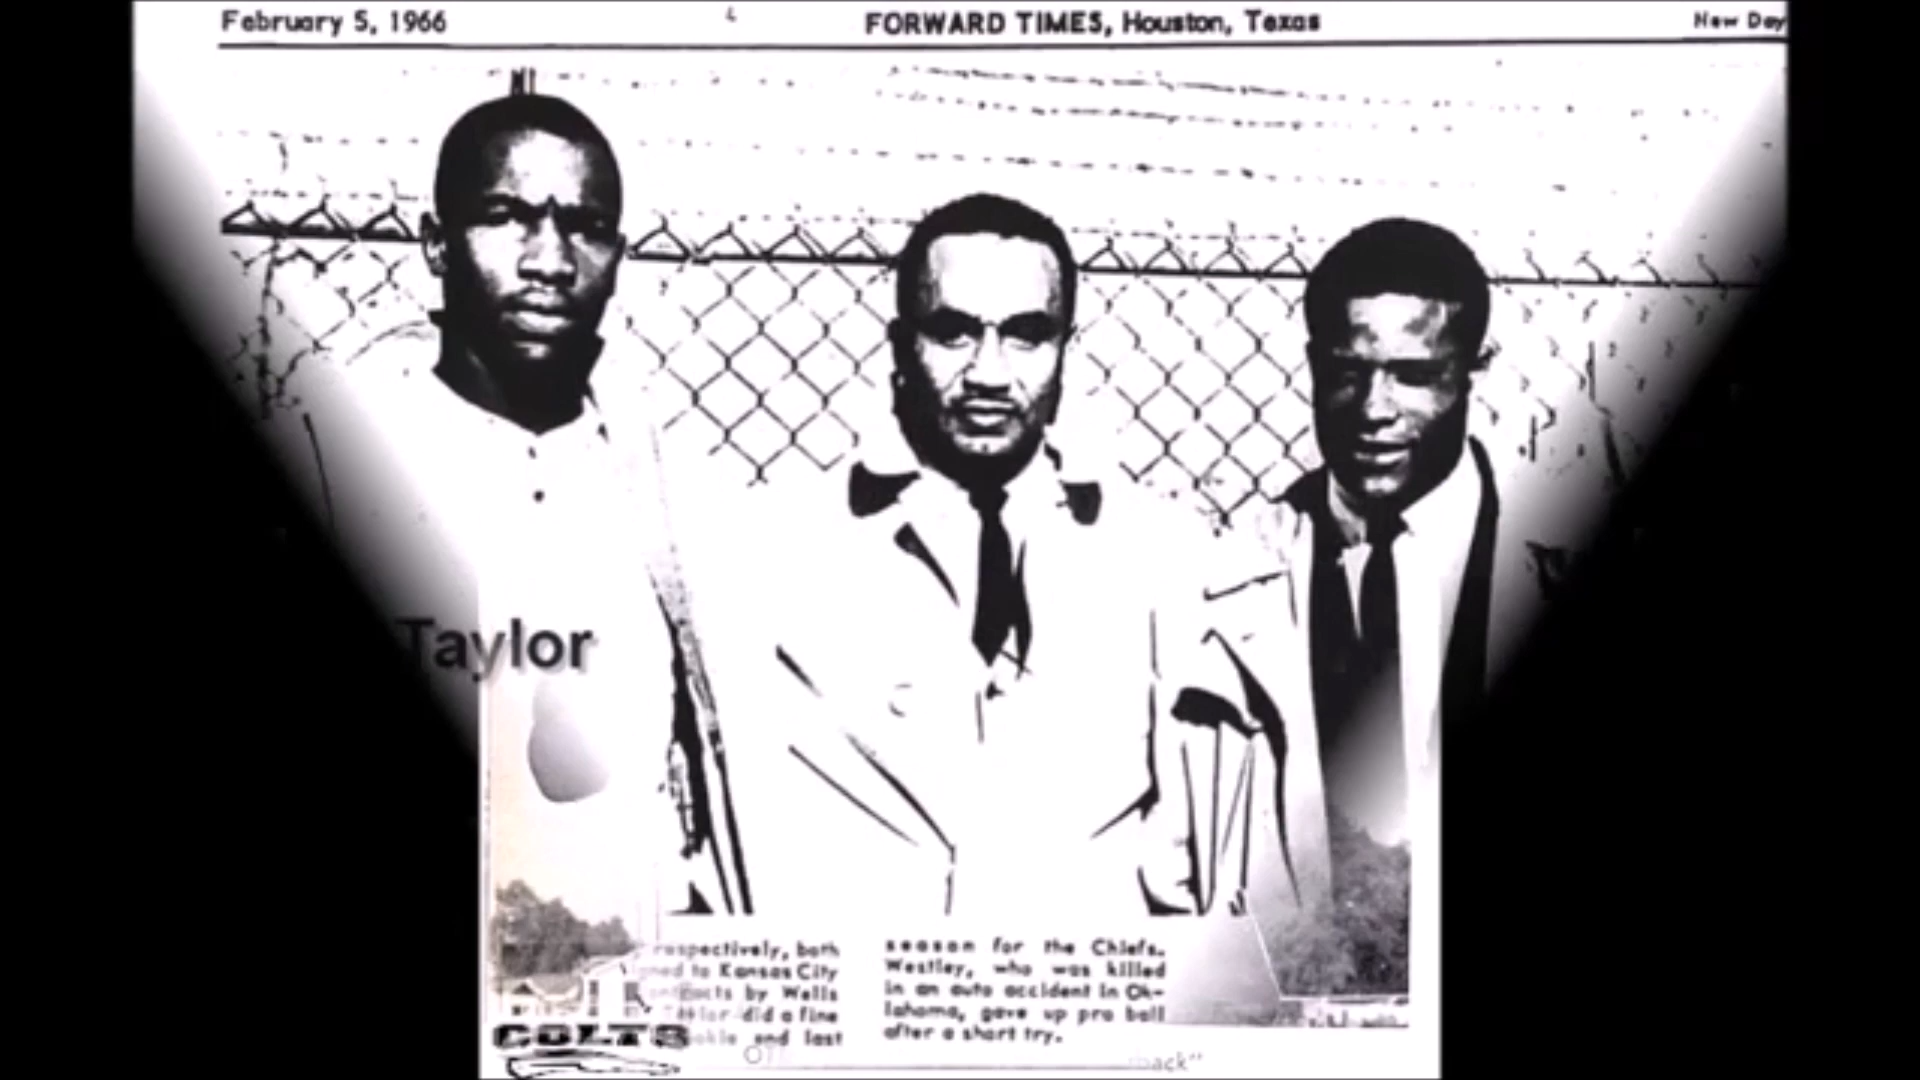 February 5, 1966
FORWARD TIMES, Houston, Texas
New Day
Taylor
respectively, both
to Kansas City
by Wells
did a fine
and last
season for the Chiefs.
Westley, who was killed
in an auto accident in Ok-
lahoma, gave up pro ball
after a short try.
COLTS